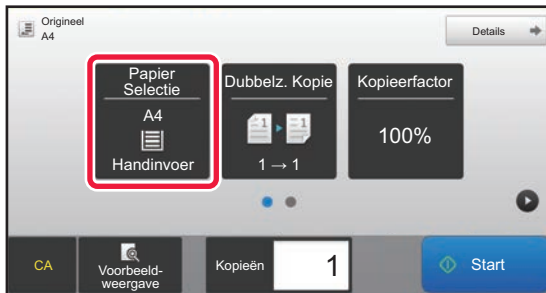 Origineel
A4
Details
Papier
Selectie
A4
Handinvoer
Dubbelz. Kopie
1 → 1
Kopieerfactor
100%
CA
Voorbeeld-
weergave
Kopieën
1
Start